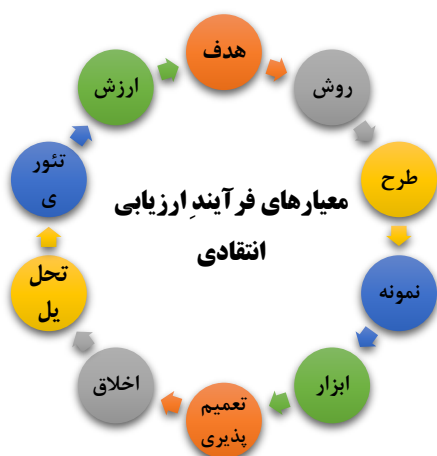 هدف
روش
طرح
نمونه
ابزار
تعمیم
پذیری
اخلاق
تحل
یل
تئور
ی
ارزش
معیارهای فرآیندِ ارزیابی
انتقادی